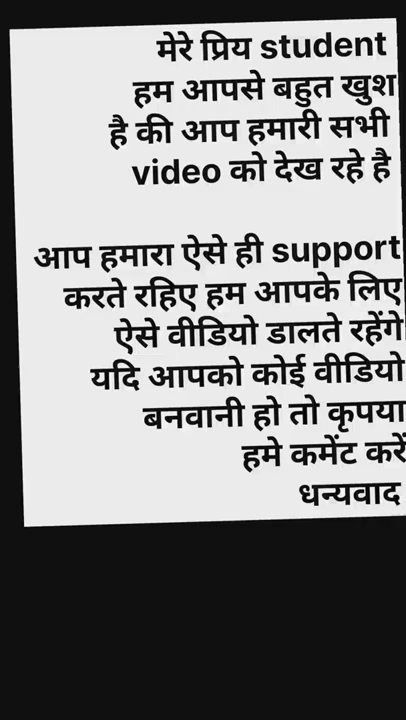 मेरे प्रिय student
हम आपसे बहुत खुश
है की आप हमारी सभी
video को देख रहे है
आप हमारा ऐसे ही support
करते रहिए हम आपके लिए
ऐसे वीडियो डालते रहेंगे
यदि आपको कोई वीडियो
बनवानी हो तो कृपया
हमे कमेंट करें
धन्यवाद